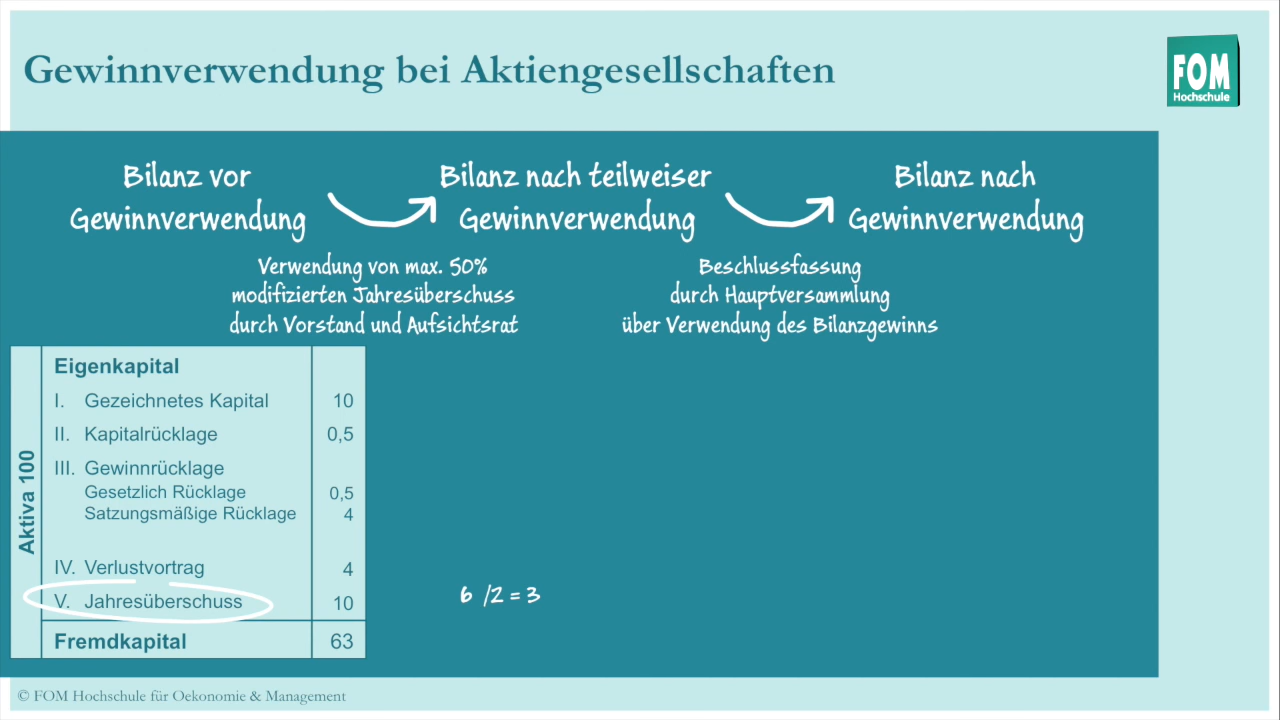 Gewinnverwendung bei Aktiengesellschaften
FOM
Hochschule
Bilanz vor
Gewinnverwendung
Bilanz nach teilweiser
Gewinnverwendung
Bilanz nach
Gewinnverwendung
Verwendung von max. 50%
modifizierten Jahresüberschuss
durch Vorstand und Aufsichtsrat
Beschlussfassung
durch Hauptversammlung
über Verwendung des Bilanzgewinns
Aktiva 100
Eigenkapital
I. Gezeichnetes Kapital 10
II. Kapitalrücklage 0,5
III. Gewinnrücklage
Gesetzlich Rücklage 0,5
Satzungsmäßige Rücklage 4
IV. Verlustvortrag 4
V. Jahresüberschuss 10
Fremdkapital 63
6 /2 = 3
© FOM Hochschule für Oekonomie & Management